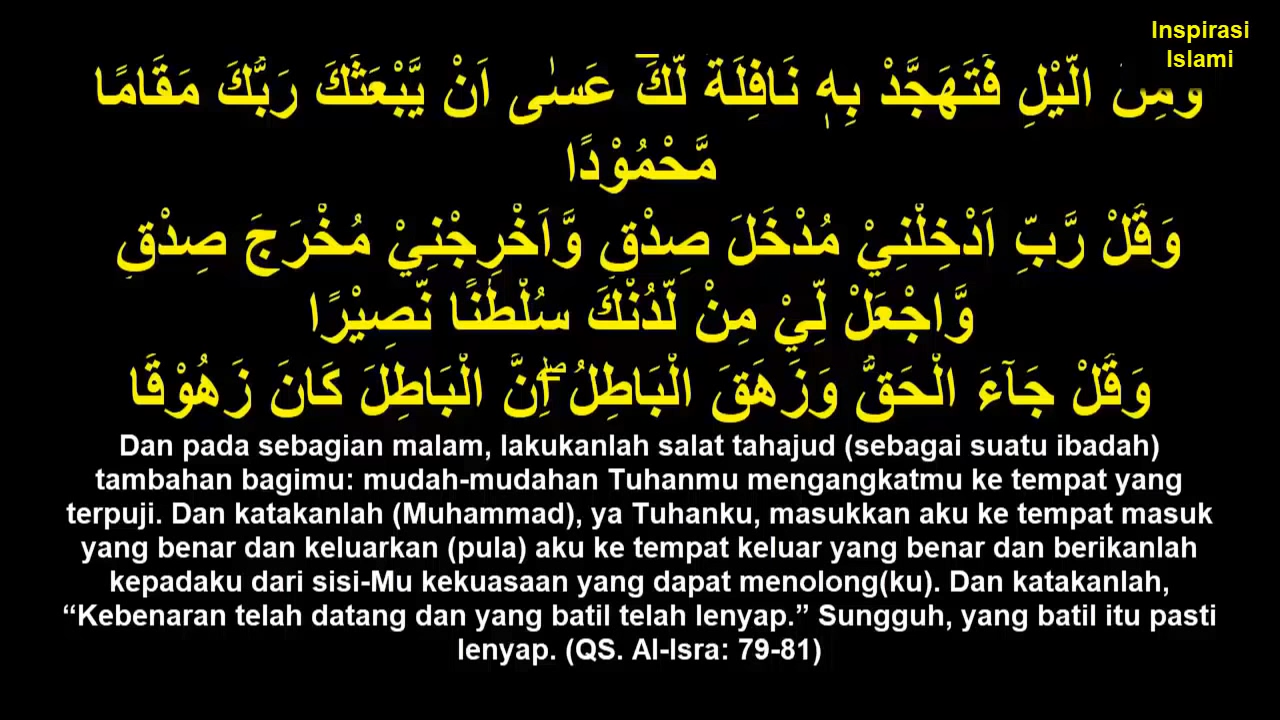 Inspirasi
Islami
وَمِنَ الَّيْلِ فَتَهَجَّدْ بِهٖ نَافِلَةً لَّكَۖ عَسٰٓى اَنْ يَّبْعَثَكَ رَبُّكَ مَقَامًا
مَّحْمُوْدًا
وَقُلْ رَّبِّ اَدْخِلْنِيْ مُدْخَلَ صِدْقٍ وَّاَخْرِجْنِيْ مُخْرَجَ صِدْقٍ
وَّاجْعَلْ لِّيْ مِنْ لَّدُنْكَ سُلْطٰنًا نَّصِيْرًا
وَقُلْ جَاۤءَ الْحَقُّ وَزَهَقَ الْبَاطِلُ ۖاِنَّ الْبَاطِلَ كَانَ زَهُوْقًا
Dan pada sebagian malam, lakukanlah salat tahajud (sebagai suatu ibadah)
tambahan bagimu: mudah-mudahan Tuhanmu mengangkatmu ke tempat yang
terpuji. Dan katakanlah (Muhammad), ya Tuhanku, masukkan aku ke tempat masuk
yang benar dan keluarkan (pula) aku ke tempat keluar yang benar dan berikanlah
kepadaku dari sisi-Mu kekuasaan yang dapat menolong(ku). Dan katakanlah,
“Kebenaran telah datang dan yang batil telah lenyap.” Sungguh, yang batil itu pasti
lenyap. (QS. Al-Isra: 79-81)